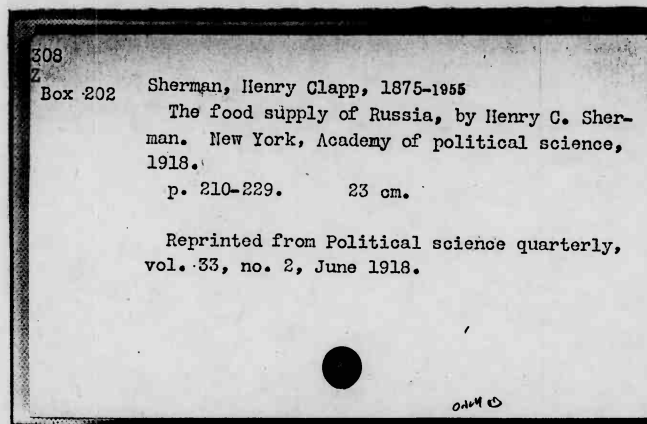 308
Z
Box 202
Sherman, Henry Clapp, 1875-1955
The food supply of Russia, by Henry C. Sher-
man. New York, Academy of political science,
1918.
p. 210-229. 23 cm.
Reprinted from Political science quarterly,
vol. 33, no. 2, June 1918.